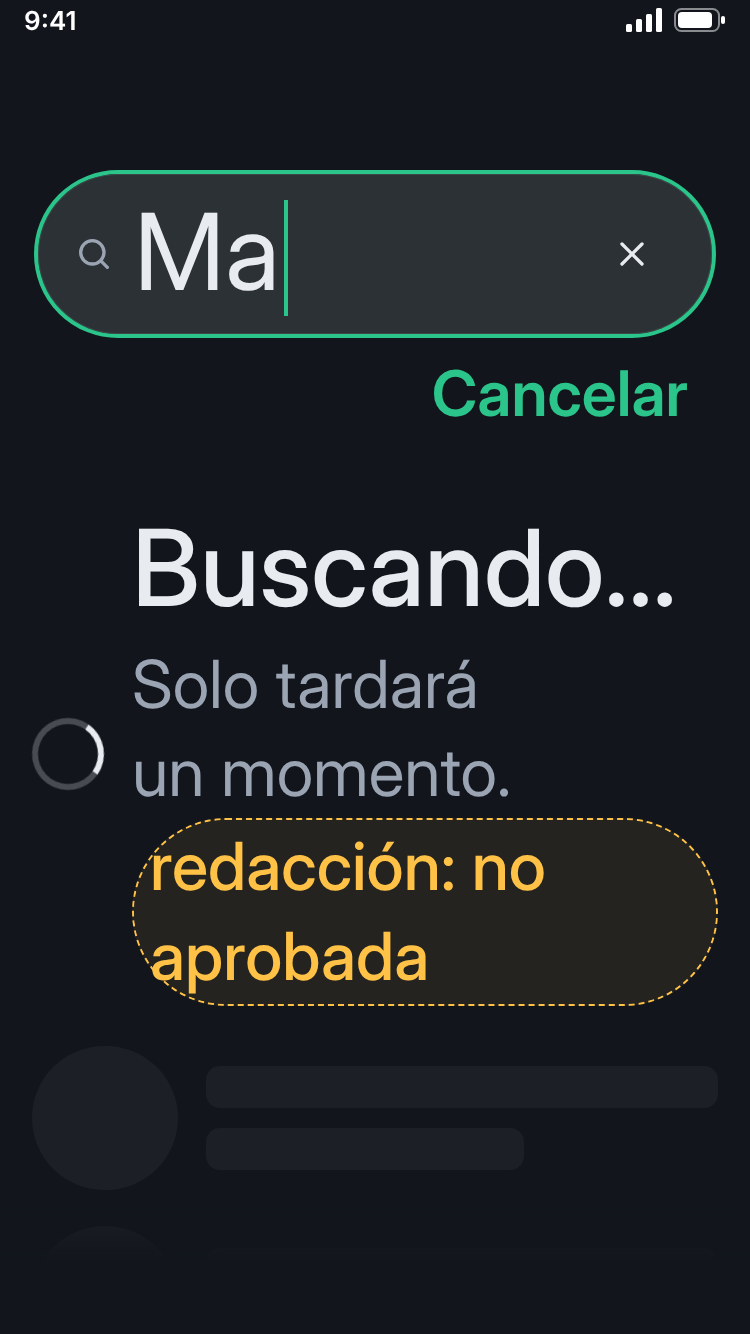 9:41
Ma
Cancelar
Buscando...
Solo tardará
un momento.
redacción: no
aprobada